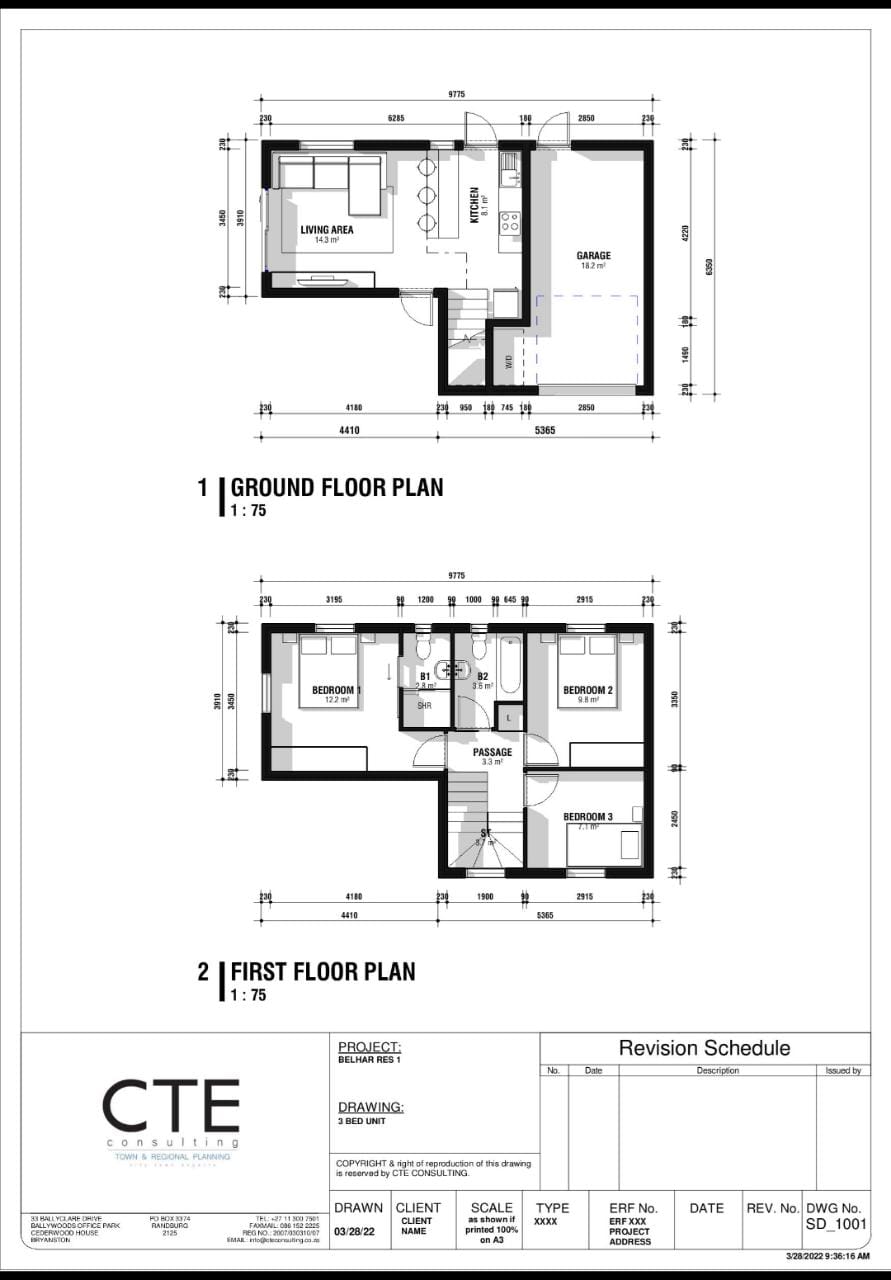 9775
230 6285 180 2850 230
230
3450
3910
230
LIVING AREA
14.3 m²
KITCHEN
8.1 m²
GARAGE
18.2 m²
W/D
230
4220
6350
180
1490
230
230 4180 230 950 180 745 180 2850 230
4410 5365
1 GROUND FLOOR PLAN
1 : 75
9775
230 3195 90 1200 90 1000 90 645 90 2915 230
230
3910
3450
230
BEDROOM 1
12.2 m²
B1
2.8 m²
SHR
B2
3.6 m²
L
BEDROOM 2
9.8 m²
PASSAGE
3.3 m²
BEDROOM 3
7.1 m²
ST
230
3350
90
2450
230
230 4180 230 1900 90 2915 230
4410 5365
2 FIRST FLOOR PLAN
1 : 75
CTE
consulting
TOWN & REGIONAL PLANNING
33 BALLYCLARE DRIVE
BALLYWOODS OFFICE PARK
CEDERWOOD HOUSE
BRYANSTON
PO BOX 3374
RANDBURG
2125
TEL: +27 11 300 7501
FAXMAIL: 086 152 2225
REG NO.: 2007/030310/07
EMAIL: info@cteconsulting.co.za
PROJECT:
BELHAR RES 1
DRAWING:
3 BED UNIT
COPYRIGHT & right of reproduction of this drawing
is reserved by CTE CONSULTING.
Revision Schedule
No. Date Description Issued by
DRAWN
03/28/22
CLIENT
CLIENT
NAME
SCALE
as shown if
printed 100%
on A3
TYPE
XXXX
ERF No.
ERF XXX
PROJECT
ADDRESS
DATE
REV. No.
DWG No.
SD_1001
3/28/2022 9:36:16 AM